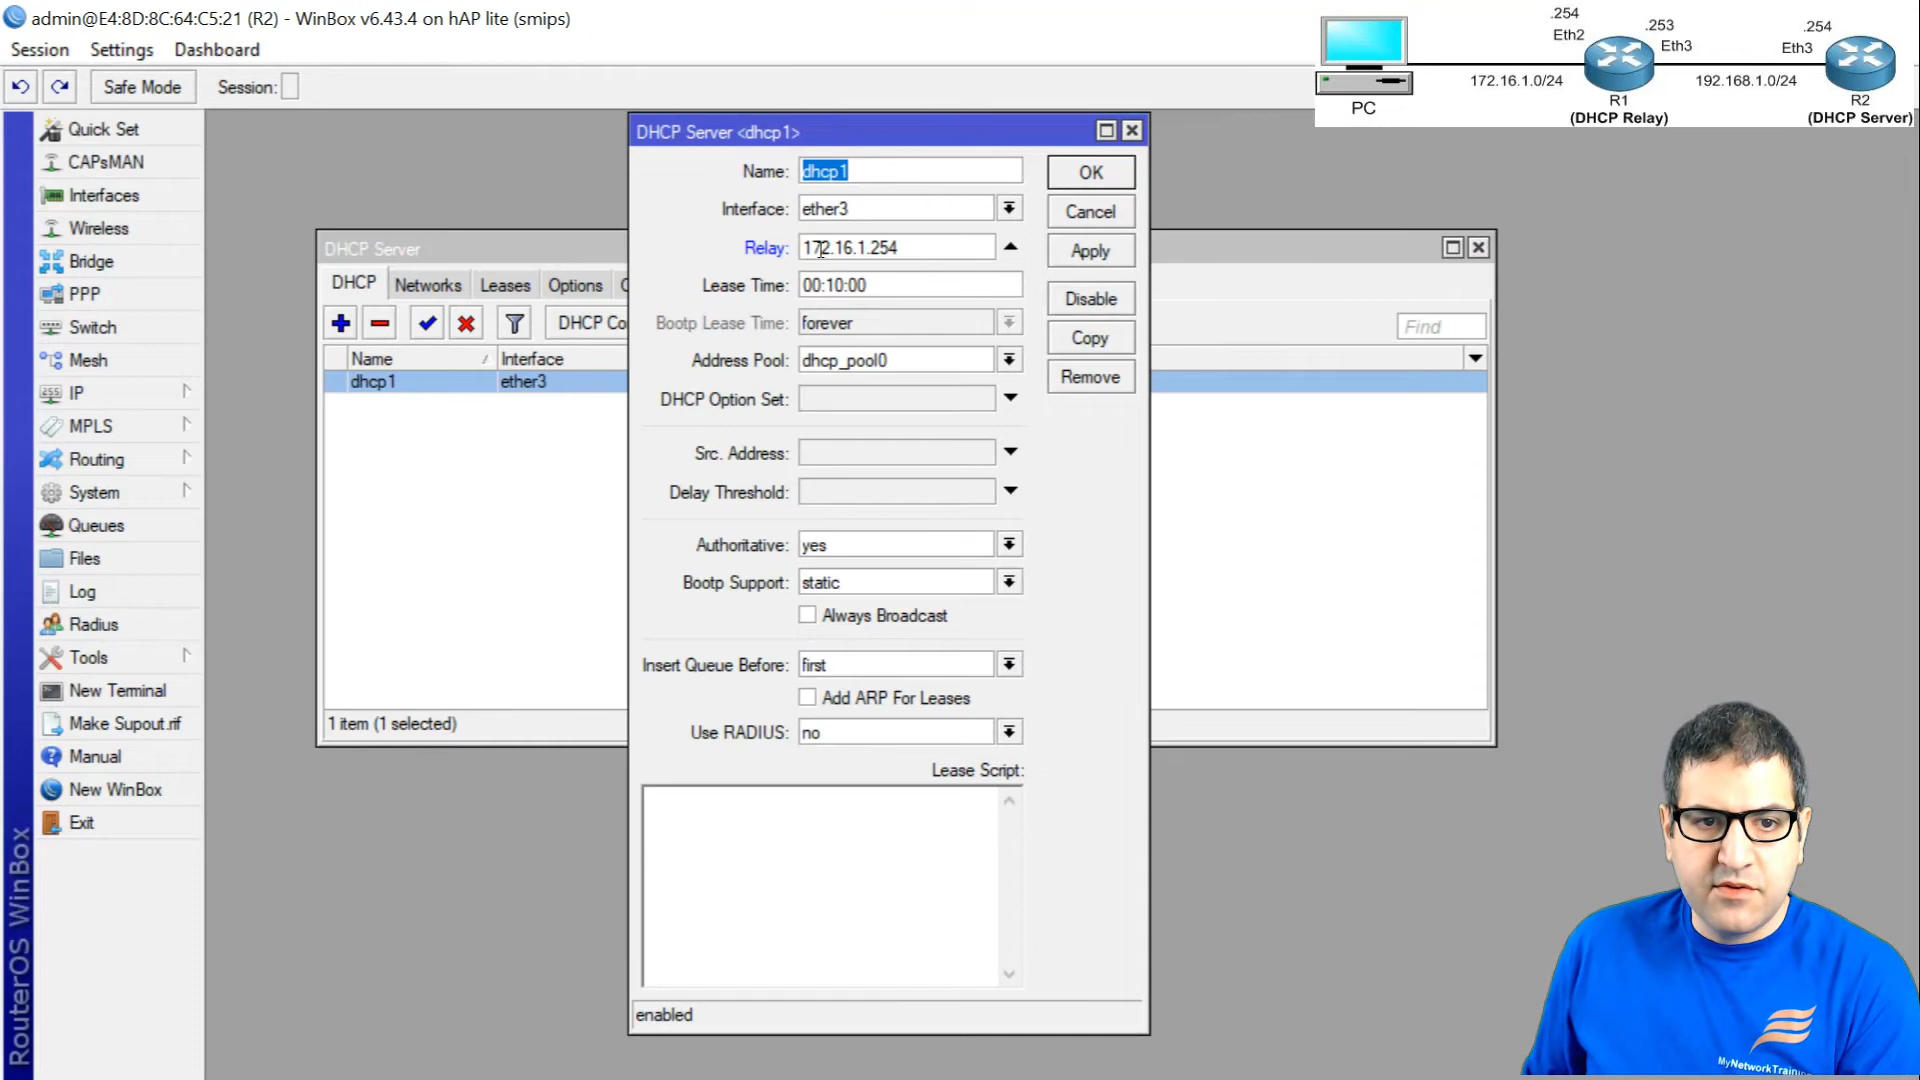 admin@E4:8D:8C:64:C5:21 (R2) - WinBox v6.43.4 on hAP lite (smips)
Session Settings Dashboard
Safe Mode Session:
.254
Eth2
.253
Eth3
.254
Eth3
172.16.1.0/24
192.168.1.0/24
PC
R1
(DHCP Relay)
R2
(DHCP Server)
Quick Set
CAPsMAN
Interfaces
Wireless
Bridge
PPP
Switch
Mesh
IP
MPLS
Routing
System
Queues
Files
Log
Radius
Tools
New Terminal
Make Supout.rif
Manual
New WinBox
Exit
RouterOS WinBox
DHCP Server
DHCP Networks Leases Options
DHCP Co
Find
Name Interface
dhcp1 ether3
1 item (1 selected)
DHCP Server <dhcp1>
Name: dhcp1
Interface: ether3
Relay: 172.16.1.254
Lease Time: 00:10:00
Bootp Lease Time: forever
Address Pool: dhcp_pool0
DHCP Option Set:
Src. Address:
Delay Threshold:
Authoritative: yes
Bootp Support: static
Always Broadcast
Insert Queue Before: first
Add ARP For Leases
Use RADIUS: no
Lease Script:
enabled
OK
Cancel
Apply
Disable
Copy
Remove
MyNetworkTraini